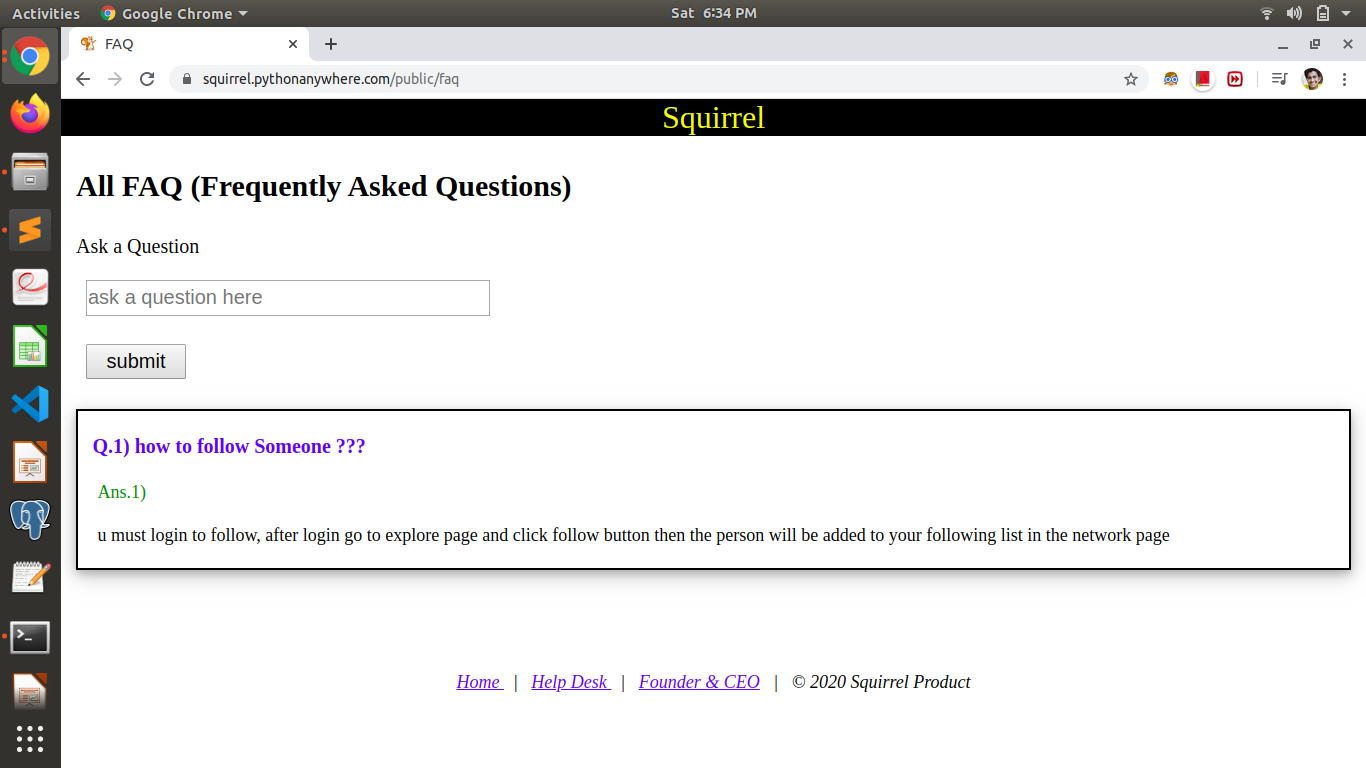 Activities Google Chrome Sat 6:34 PM
FAQ
squirrel.pythonanywhere.com/public/faq
Squirrel
All FAQ (Frequently Asked Questions)
Ask a Question
ask a question here
submit
Q.1) how to follow Someone ???
Ans.1)
u must login to follow, after login go to explore page and click follow button then the person will be added to your following list in the network page
Home | Help Desk | Founder & CEO | © 2020 Squirrel Product